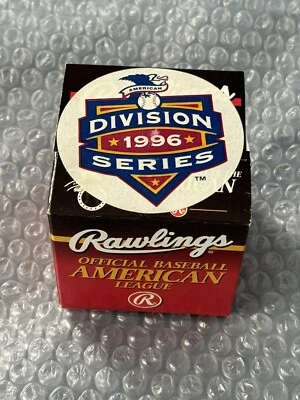 AMERICAN
DIVISION
1996
SERIES
TM
Rawlings
OFFICIAL BASEBALL
AMERICAN
LEAGUE
R